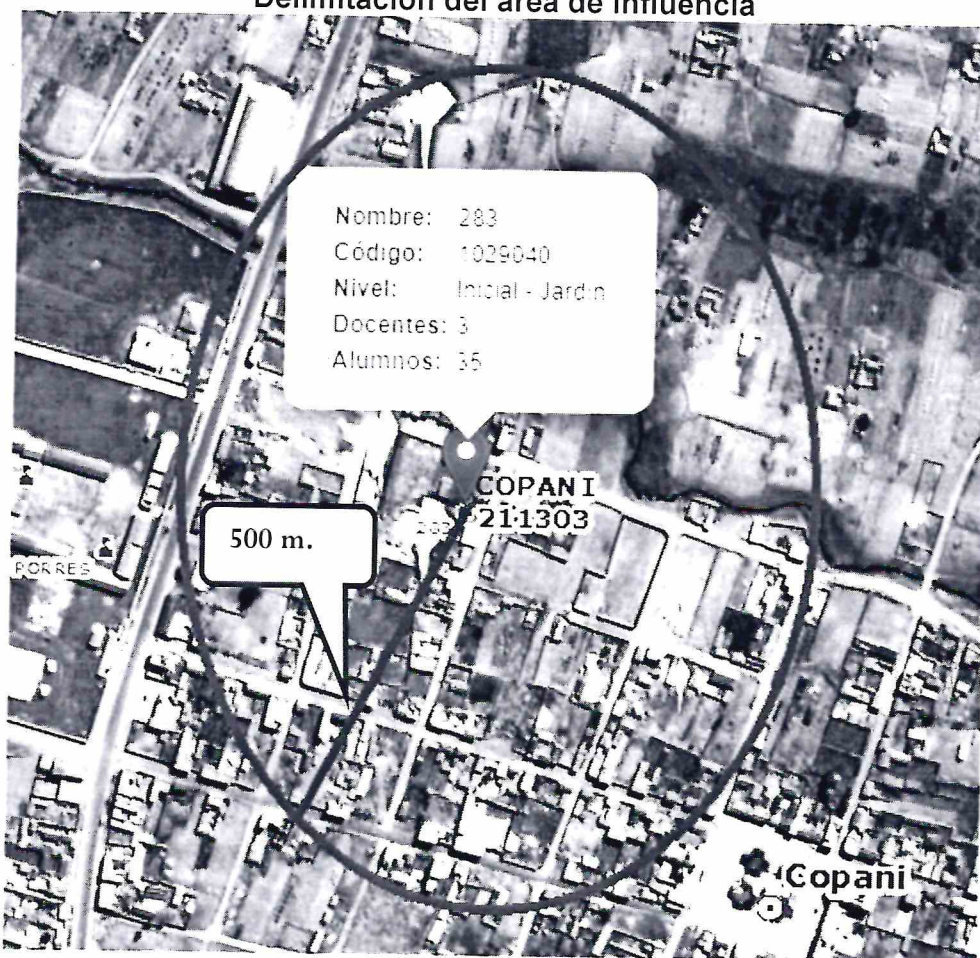 Delimitación del área de influencia
Nombre: 283
Código: 1029040
Nivel: Inicial - Jardín
Docentes: 3
Alumnos: 35
COPANI
211303
283
500 m.
PORRES
Copani